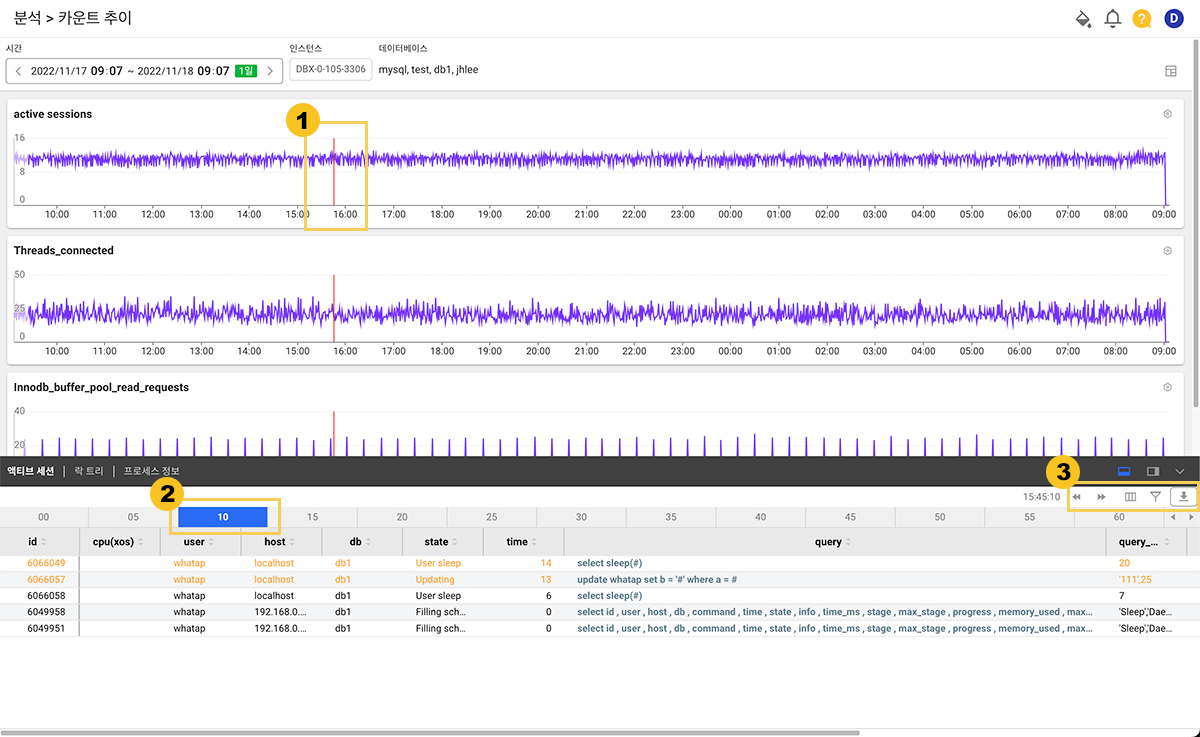 분석 > 카운트 추이
? D
시간 인스턴스 데이터베이스
2022/11/17 09:07 ~ 2022/11/18 09:07 1일 DBX-0-105-3306 mysql, test, db1, jhlee
active sessions
1
16
8
0
10:00 11:00 12:00 13:00 14:00 15:00 16:00 17:00 18:00 19:00 20:00 21:00 22:00 23:00 00:00 01:00 02:00 03:00 04:00 05:00 06:00 07:00 08:00 09:00
Threads_connected
50
25
0
10:00 11:00 12:00 13:00 14:00 15:00 16:00 17:00 18:00 19:00 20:00 21:00 22:00 23:00 00:00 01:00 02:00 03:00 04:00 05:00 06:00 07:00 08:00 09:00
Innodb_buffer_pool_read_requests
40
20
액티브 세션 | 락 트리 | 프로세스 정보
3
2
15:45:10
00 05 10 15 20 25 30 35 40 45 50 55 60
id cpu(xos) user host db state time query query_...
6066049 whatap localhost db1 User sleep 14 select sleep(#) 20
6066057 whatap localhost db1 Updating 13 update whatap set b = '#' where a = # '111',25
6066058 whatap localhost db1 User sleep 6 select sleep(#) 7
6049958 whatap 192.168.0.... db1 Filling sch... 0 select id , user , host , db , command , time , state , info , time_ms , stage , max_stage , progress , memory_used , max... 'Sleep','Dae...
6049951 whatap 192.168.0.... db1 Filling sch... 0 select id , user , host , db , command , time , state , info , time_ms , stage , max_stage , progress , memory_used , max... 'Sleep','Dae...